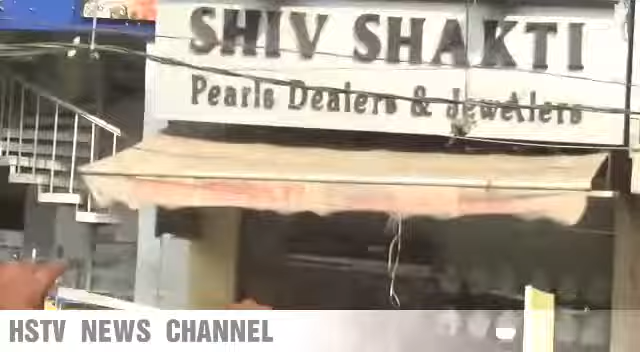 SHIV SHAKTI
Pearls Dealers & Jewellers
HSTV NEWS CHANNEL